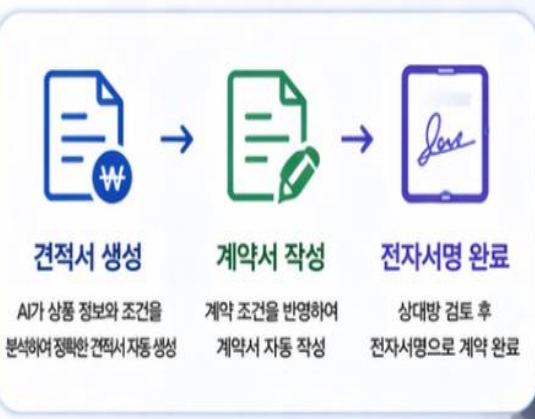 ₩
견적서 생성
AI가 상품 정보와 조건을
분석하여 정확한 견적서 자동 생성
계약서 작성
계약 조건을 반영하여
계약서 자동 작성
전자서명 완료
상대방 검토 후
전자서명으로 계약 완료